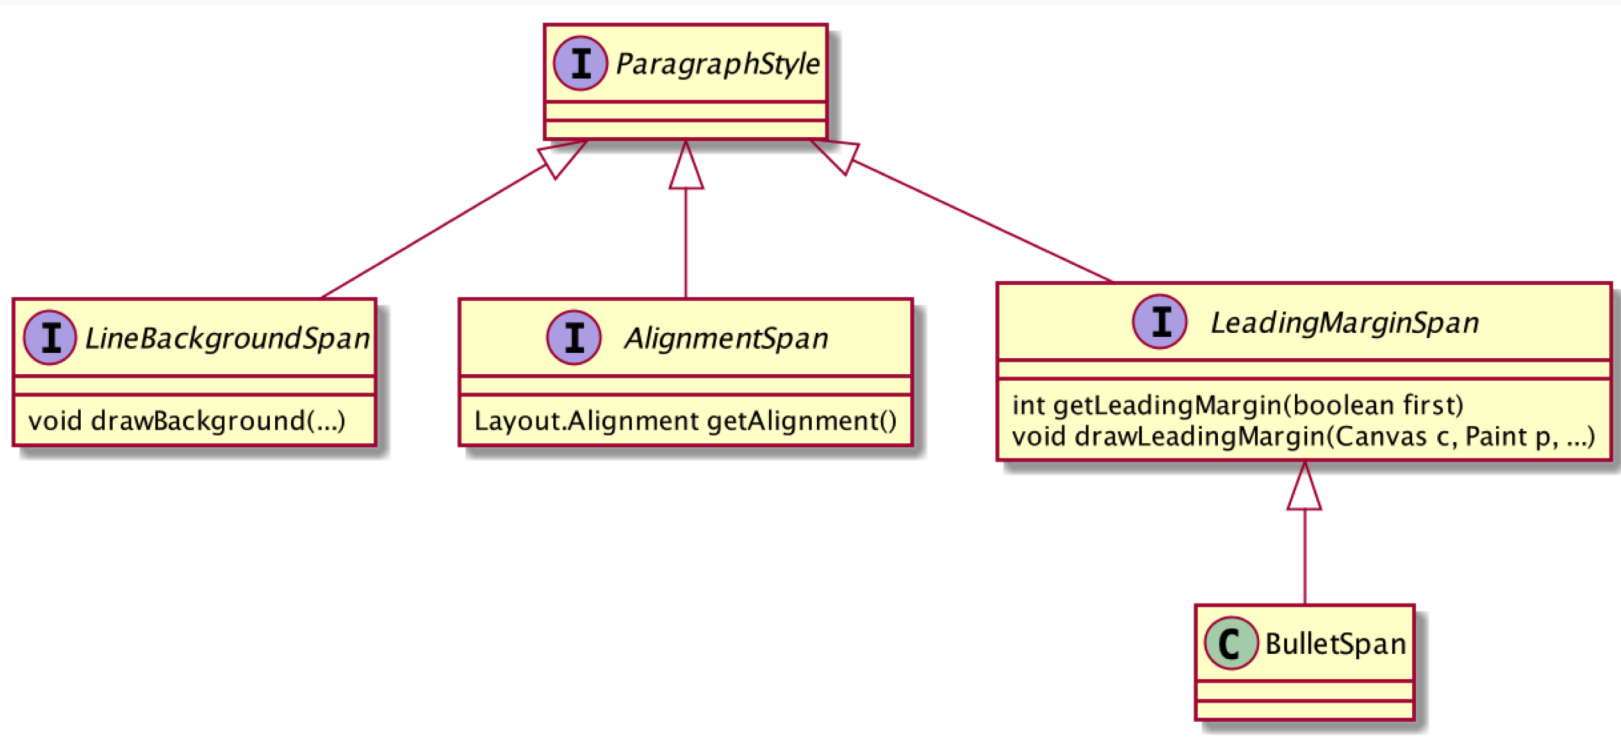 I ParagraphStyle
I LineBackgroundSpan
void drawBackground(...)
I AlignmentSpan
Layout.Alignment getAlignment()
I LeadingMarginSpan
int getLeadingMargin(boolean first)
void drawLeadingMargin(Canvas c, Paint p, ...)
C BulletSpan